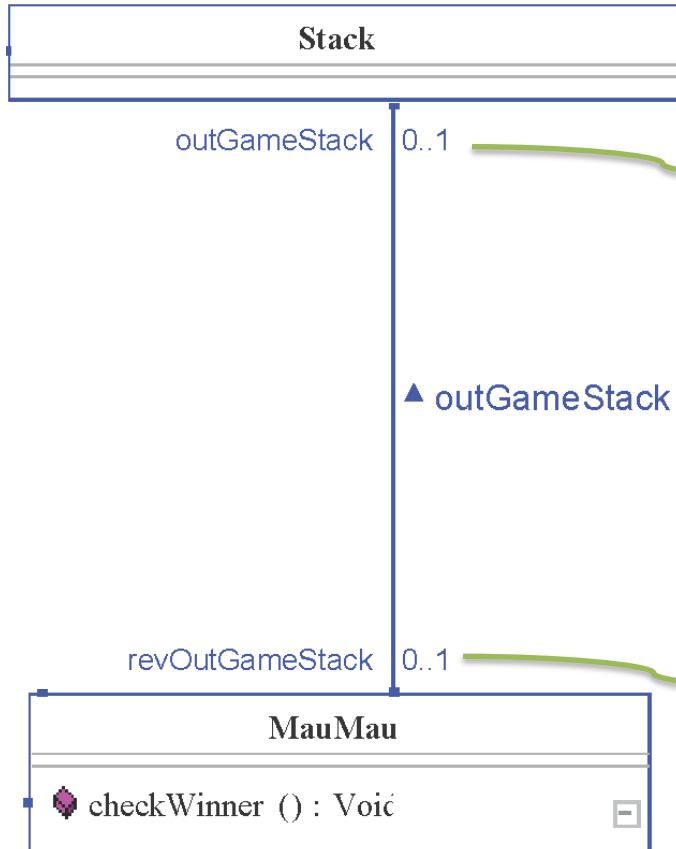 Stack
outGameStack 0..1
outGameStack
revOutGameStack 0..1
MauMau
checkWinner () : Void